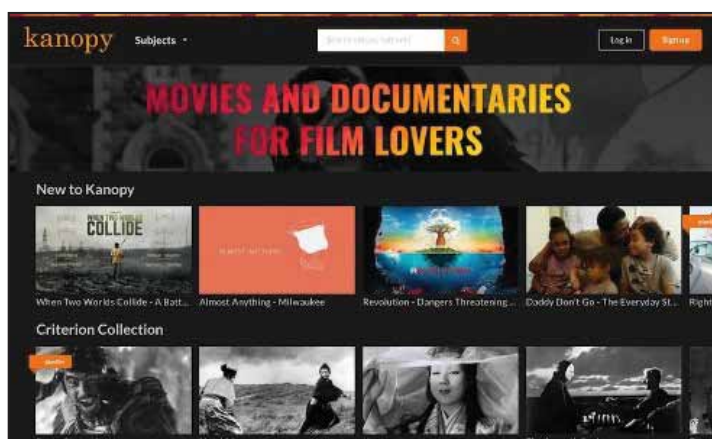 kanopy
Subjects
Log in
Sign up
MOVIES AND DOCUMENTARIES
FOR FILM LOVERS
New to Kanopy
WHEN TWO WORLDS
COLLIDE
When Two Worlds Collide - A Batt...
Almost Anything - Milwaukee
Revolution - Dangers Threatening ...
Daddy Don't Go - The Everyday St...
Right
Criterion Collection